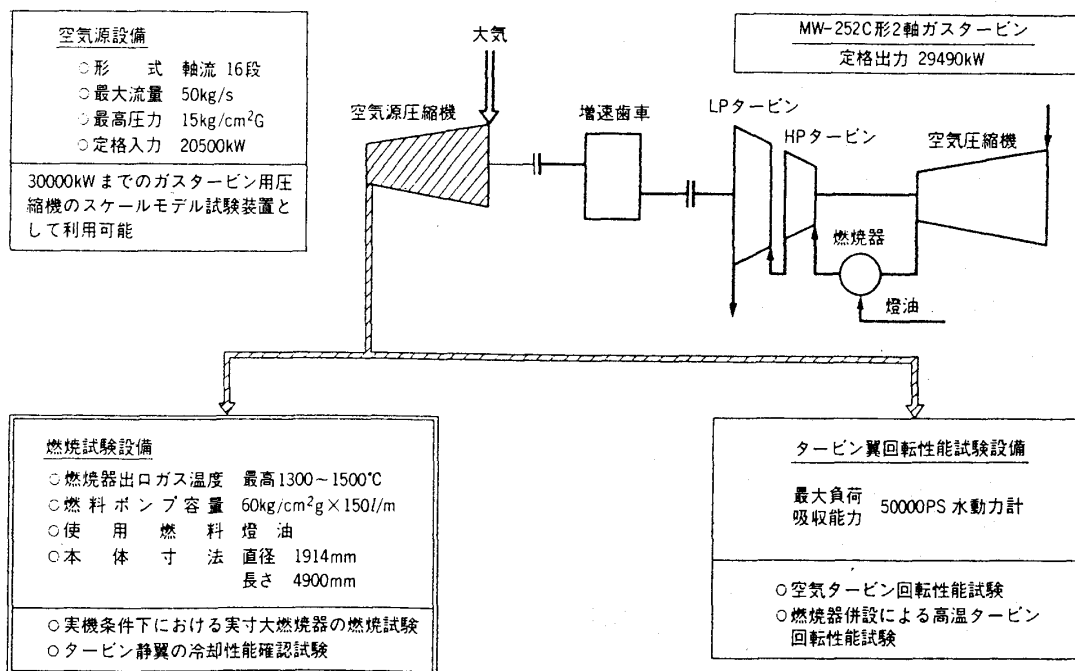 空気源設備
○形　　式　軸流 16段
○最大流量　50kg/s
○最高圧力　15kg/cm²G
○定格入力　20500kW
30000kWまでのガスタービン用圧
縮機のスケールモデル試験装置と
して利用可能
大気
空気源圧縮機
増速歯車
MW-252C形2軸ガスタービン
定格出力 29490kW
LPタービン
HPタービン
空気圧縮機
燃焼器
燈油
燃焼試験設備
○燃焼器出口ガス温度　最高1300～1500℃
○燃料ポンプ容量　60kg/cm²g×150l/m
○使　用　燃　料　燈　油
○本　体　寸　法　直径　1914mm
長さ　4900mm
○実機条件下における実寸大燃焼器の燃焼試験
○タービン静翼の冷却性能確認試験
タービン翼回転性能試験設備
最大負荷
吸収能力　50000PS 水動力計
○空気タービン回転性能試験
○燃焼器併設による高温タービン
回転性能試験